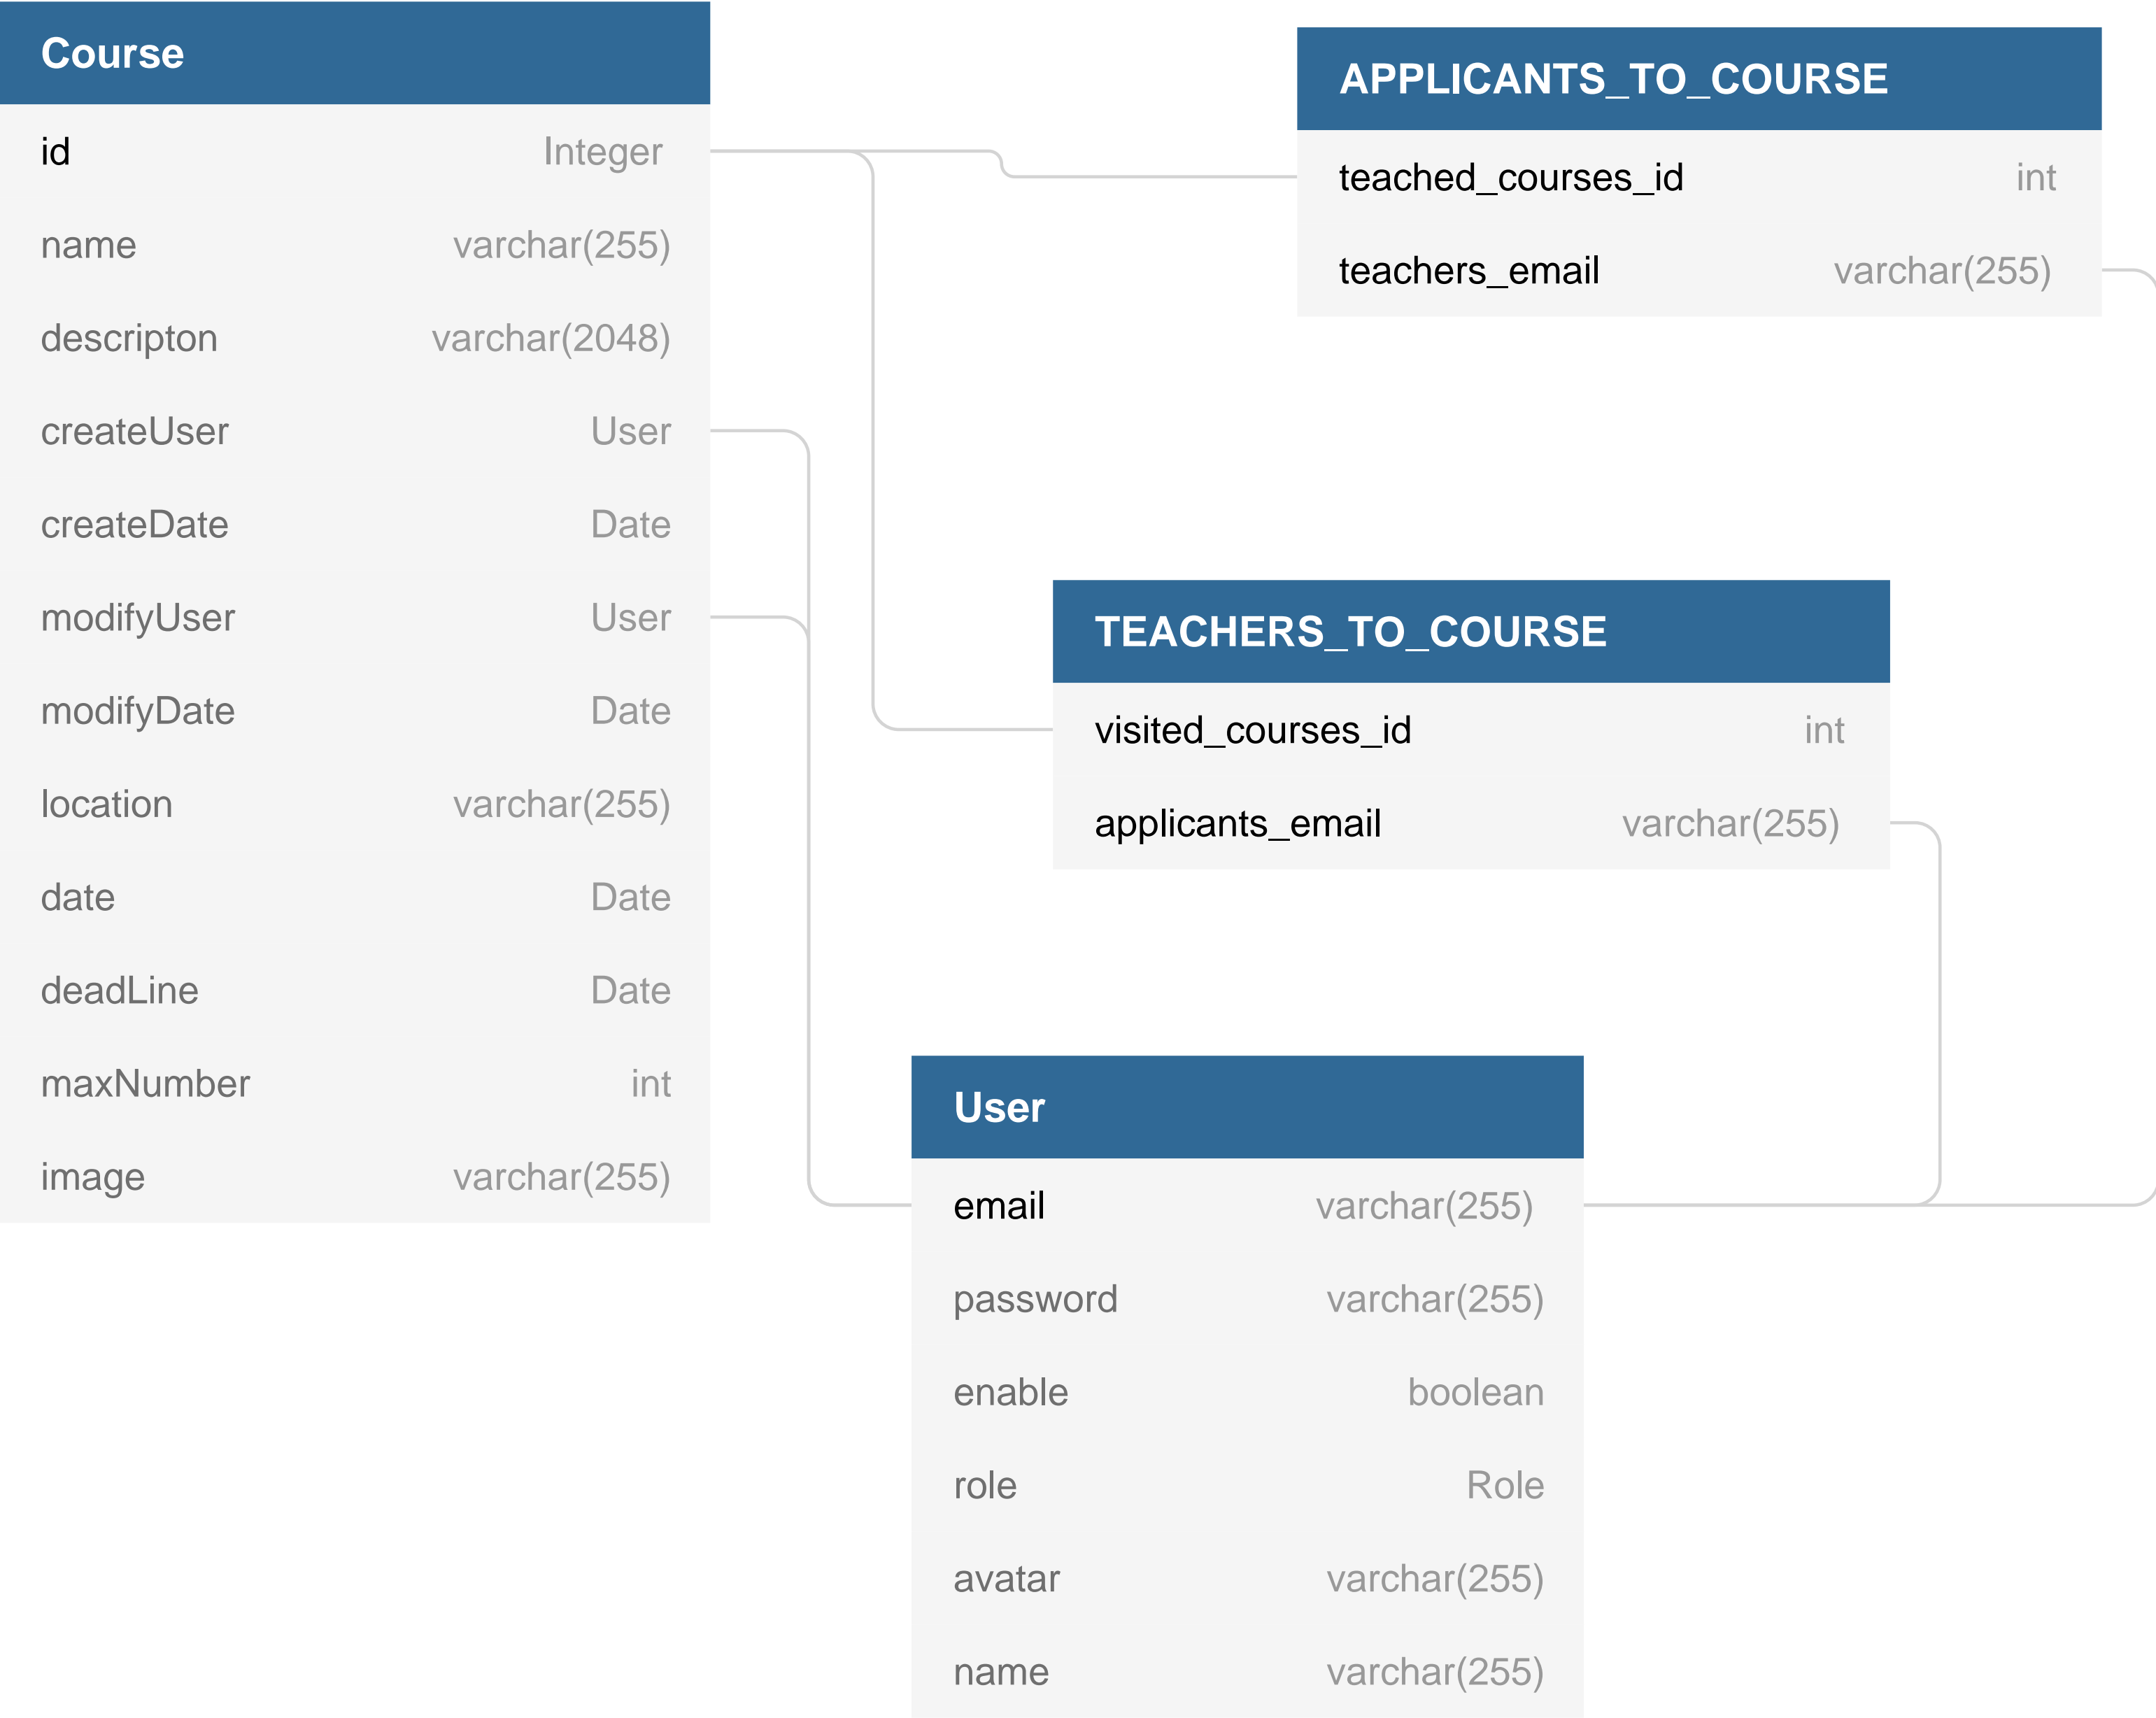 Course
id Integer
name varchar(255)
descripton varchar(2048)
createUser User
createDate Date
modifyUser User
modifyDate Date
location varchar(255)
date Date
deadLine Date
maxNumber int
image varchar(255)
APPLICANTS_TO_COURSE
teached_courses_id int
teachers_email varchar(255)
TEACHERS_TO_COURSE
visited_courses_id int
applicants_email varchar(255)
User
email varchar(255)
password varchar(255)
enable boolean
role Role
avatar varchar(255)
name varchar(255)